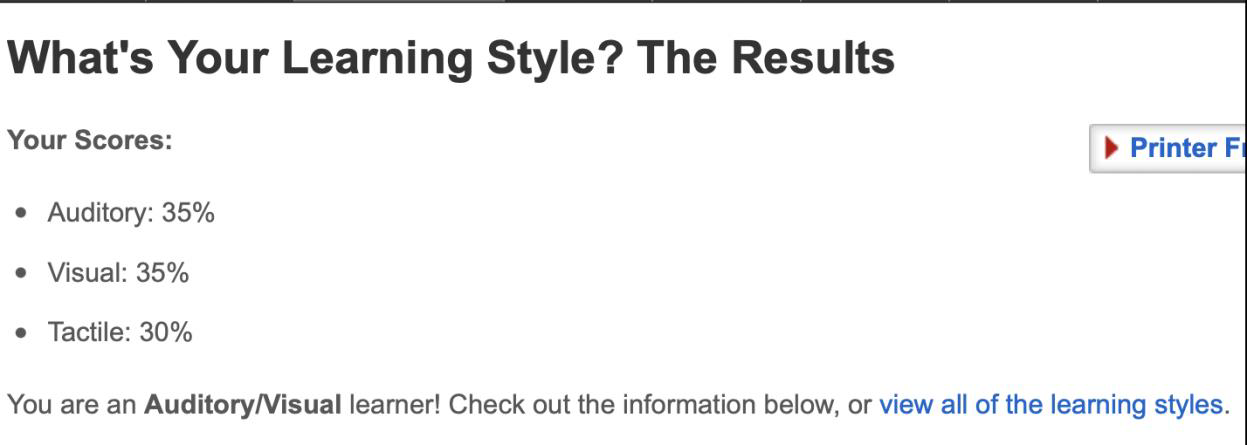 What's Your Learning Style? The Results
Your Scores:
Printer
• Auditory: 35%
• Visual: 35%
• Tactile: 30%
You are an Auditory/Visual learner! Check out the information below, or view all of the learning styles.